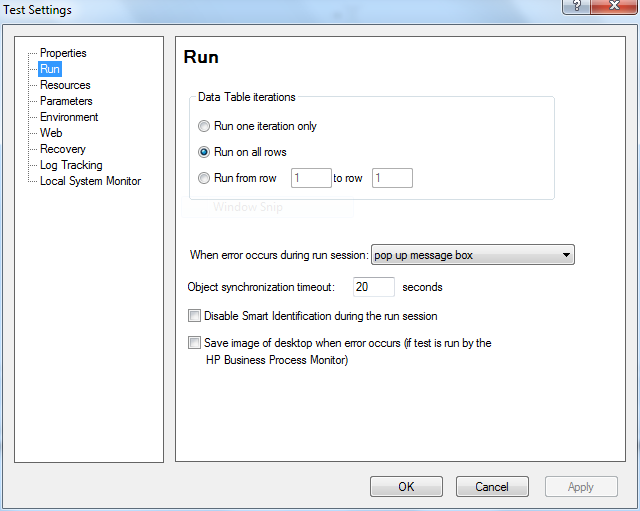 Test Settings
?
Properties
Run
Resources
Parameters
Environment
Web
Recovery
Log Tracking
Local System Monitor
Run
Data Table iterations
Run one iteration only
Run on all rows
Run from row 1 to row 1
Window Snip
When error occurs during run session: pop up message box
Object synchronization timeout: 20 seconds
Disable Smart Identification during the run session
Save image of desktop when error occurs (if test is run by the
HP Business Process Monitor)
OK Cancel Apply